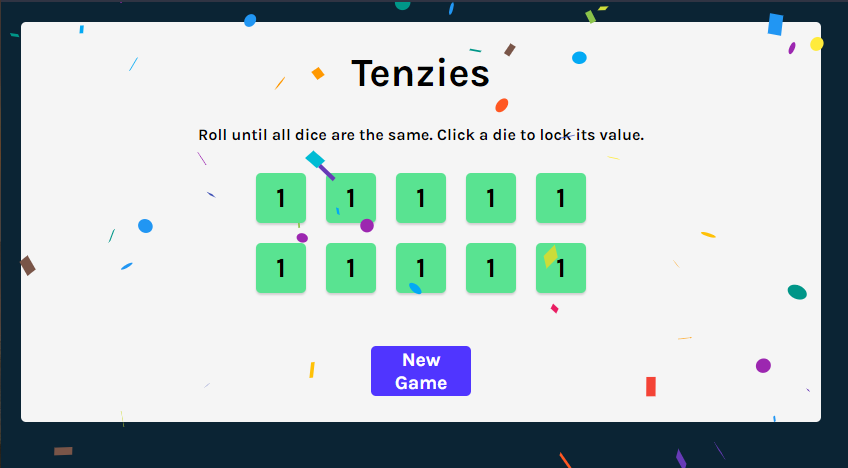 Tenzies
Roll until all dice are the same. Click a die to lock its value.
1 1 1 1 1
1 1 1 1 1
New
Game